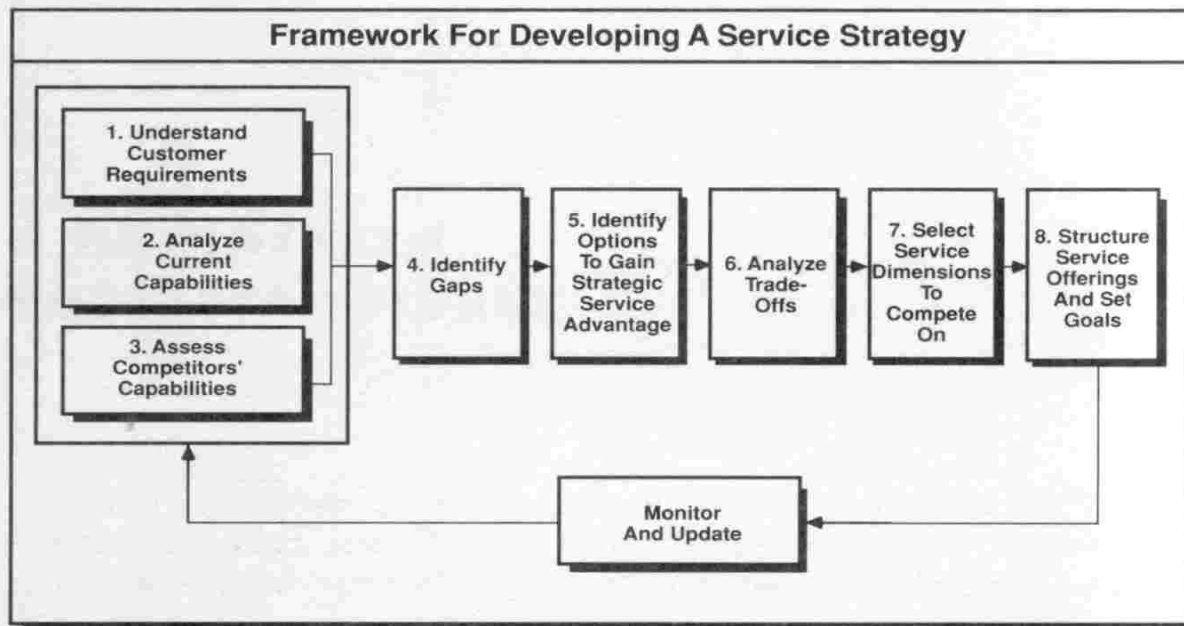 Framework For Developing A Service Strategy
1. Understand
Customer
Requirements
2. Analyze
Current
Capabilities
3. Assess
Competitors'
Capabilities
4. Identify
Gaps
5. Identify
Options
To Gain
Strategic
Service
Advantage
6. Analyze
Trade-
Offs
7. Select
Service
Dimensions
To
Compete
On
8. Structure
Service
Offerings
And Set
Goals
Monitor
And Update